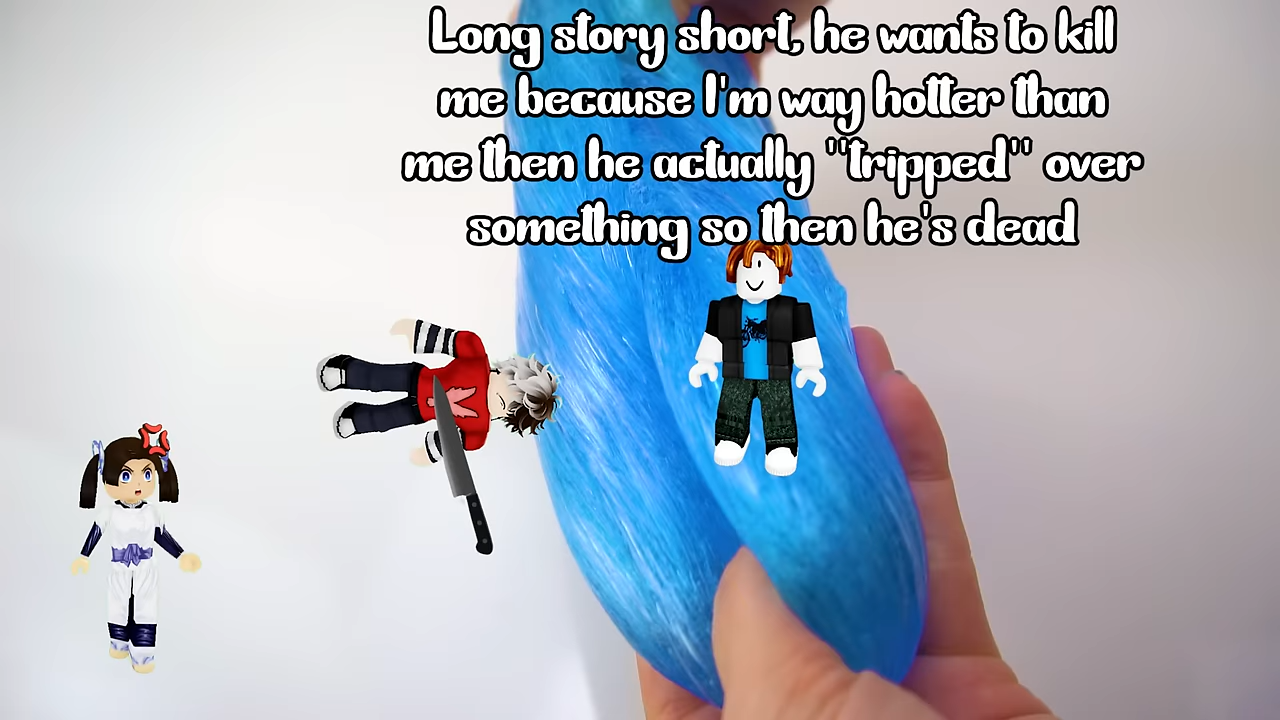 Long story short, he wants to kill
me because I'm way hotter than
me then he actually "tripped" over
something so then he's dead